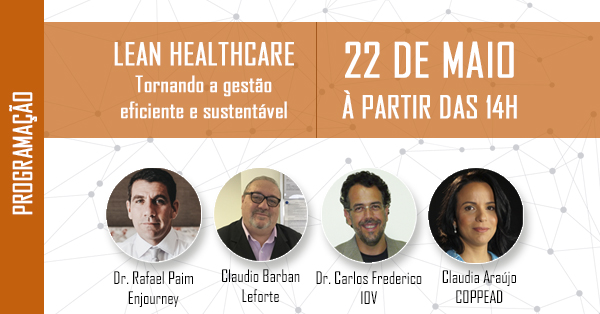 PROGRAMAÇÃO
LEAN HEALTHCARE
Tornando a gestão
eficiente e sustentável
22 DE MAIO
À PARTIR DAS 14H
Dr. Rafael Paim
Enjourney
Claudio Barban
Leforte
Dr. Carlos Frederico
IOV
Claudia Araújo
COPPEAD